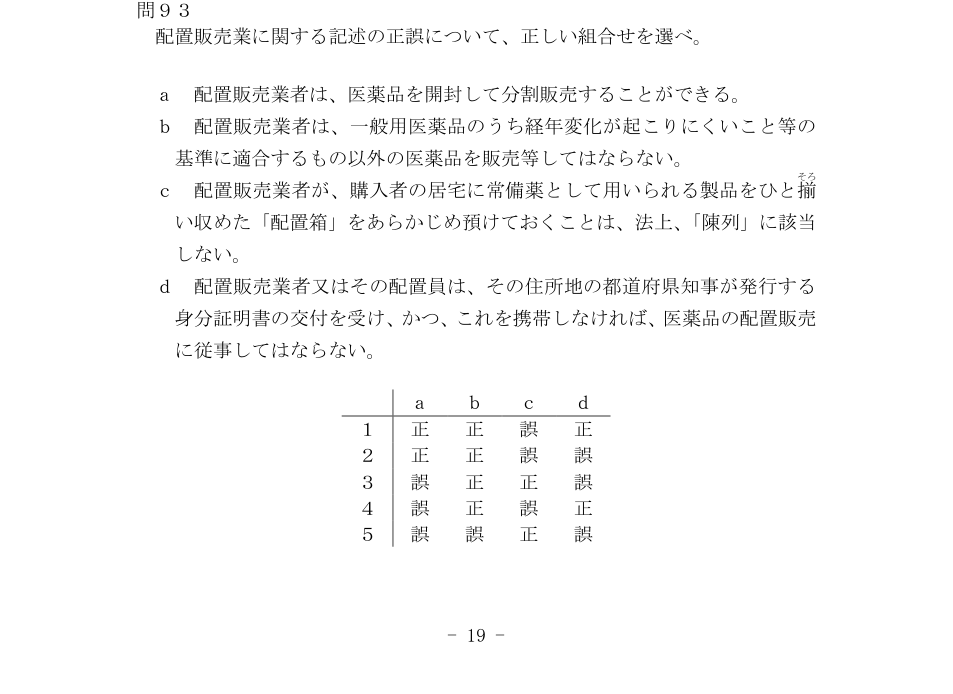 問９３
配置販売業に関する記述の正誤について、正しい組合せを選べ。
ａ　配置販売業者は、医薬品を開封して分割販売することができる。
ｂ　配置販売業者は、一般用医薬品のうち経年変化が起こりにくいこと等の
基準に適合するもの以外の医薬品を販売等してはならない。
そろ
ｃ　配置販売業者が、購入者の居宅に常備薬として用いられる製品をひと揃
い収めた「配置箱」をあらかじめ預けておくことは、法上、「陳列」に該当
しない。
ｄ　配置販売業者又はその配置員は、その住所地の都道府県知事が発行する
身分証明書の交付を受け、かつ、これを携帯しなければ、医薬品の配置販売
に従事してはならない。
ａ　ｂ　ｃ　ｄ
１　正　正　誤　正
２　正　正　誤　誤
３　誤　正　正　誤
４　誤　正　誤　正
５　誤　誤　正　誤
- 19 -